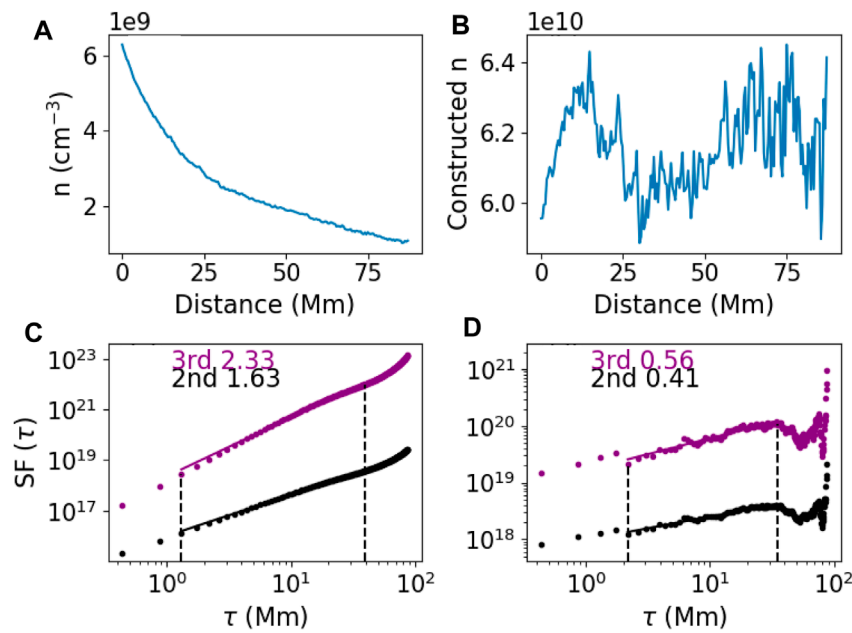 A
1e9
6
4
2
n (cm⁻³)
0 25 50 75
Distance (Mm)
B
1e10
6.4
6.2
6.0
Constructed n
0 25 50 75
Distance (Mm)
C
3rd 2.33
2nd 1.63
10²³
10²¹
10¹⁹
10¹⁷
SF (τ)
10⁰ 10¹ 10²
τ (Mm)
D
3rd 0.56
2nd 0.41
10²¹
10²⁰
10¹⁹
10¹⁸
10⁰ 10¹ 10²
τ (Mm)